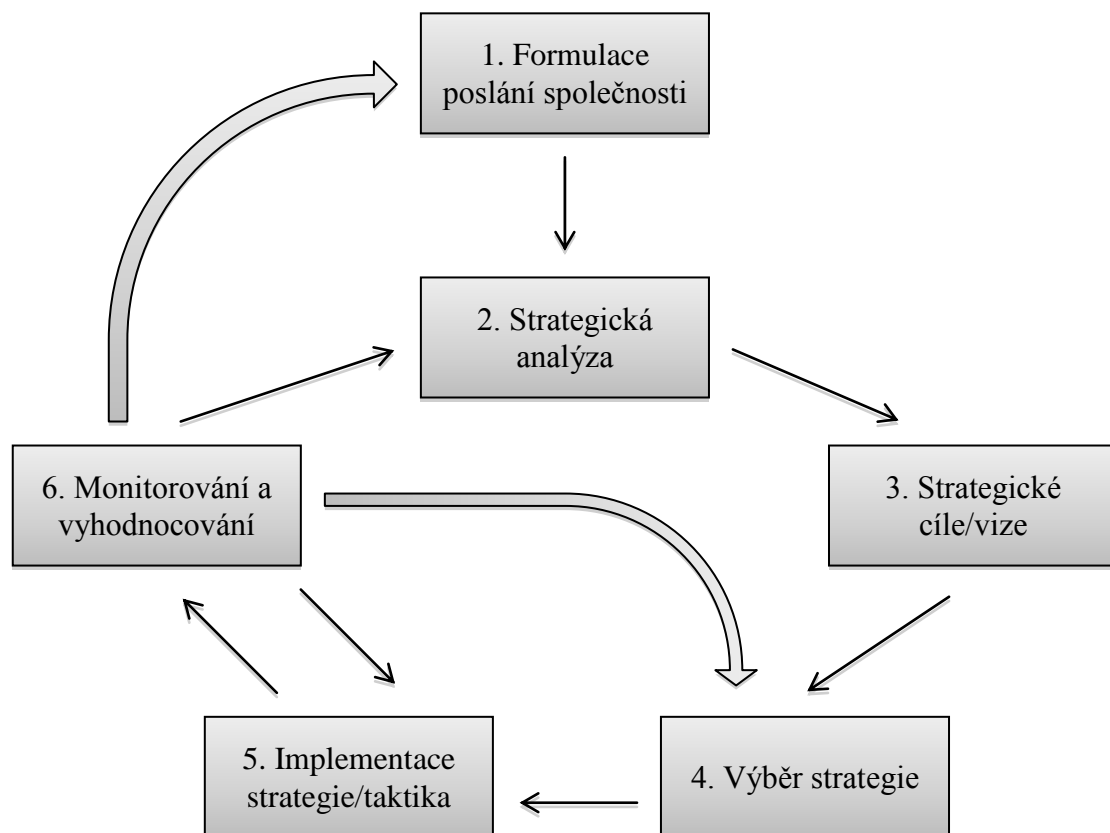 1. Formulace
poslání společnosti
2. Strategická
analýza
3. Strategické
cíle/vize
4. Výběr strategie
5. Implementace
strategie/taktika
6. Monitorování a
vyhodnocování